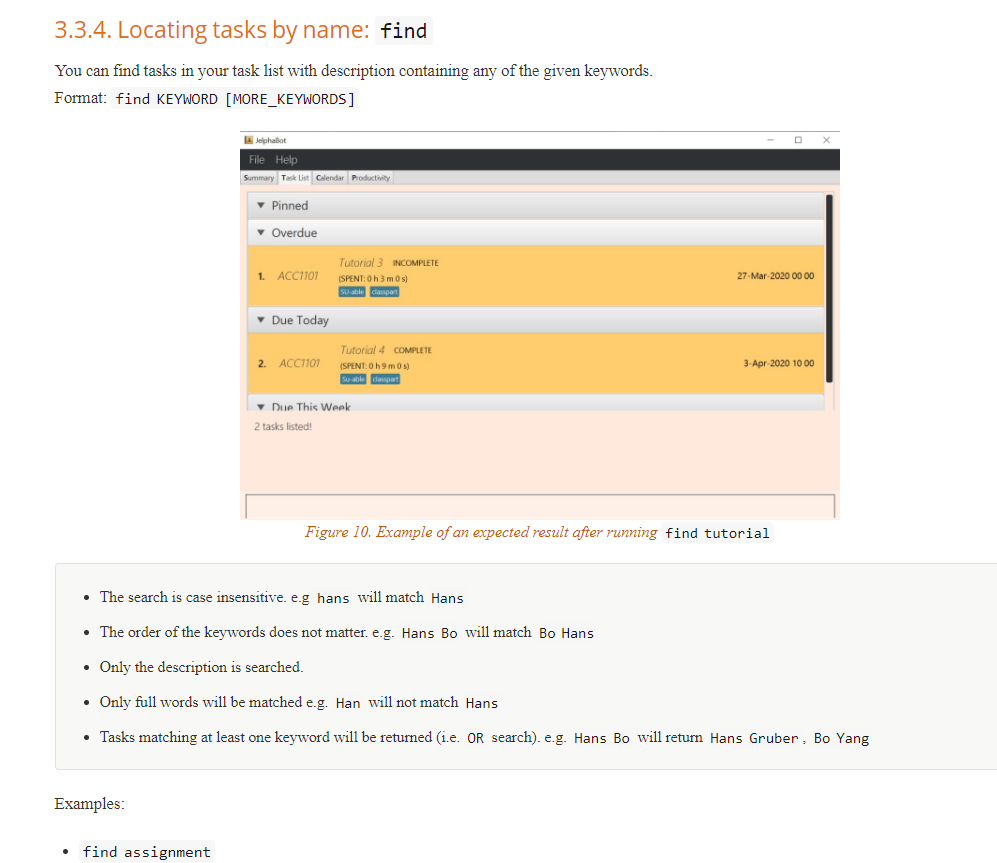 3.3.4. Locating tasks by name: find
You can find tasks in your task list with description containing any of the given keywords.
Format: find KEYWORD [MORE_KEYWORDS]
JelphaBot
File Help
Summary Task List Calendar Productivity
▼ Pinned
▼ Overdue
Tutorial 3 INCOMPLETE
1. ACC1101 27-Mar-2020 00 00
(SPENT: 0 h 3 m 0 s)
SU-able classpart
▼ Due Today
Tutorial 4 COMPLETE
2. ACC1101 3-Apr-2020 10 00
(SPENT: 0 h 9 m 0 s)
Su-able classpart
▼ Due This Week
2 tasks listed!
Figure 10. Example of an expected result after running find tutorial
• The search is case insensitive. e.g hans will match Hans
• The order of the keywords does not matter. e.g. Hans Bo will match Bo Hans
• Only the description is searched.
• Only full words will be matched e.g. Han will not match Hans
• Tasks matching at least one keyword will be returned (i.e. OR search). e.g. Hans Bo will return Hans Gruber, Bo Yang
Examples:
• find assignment